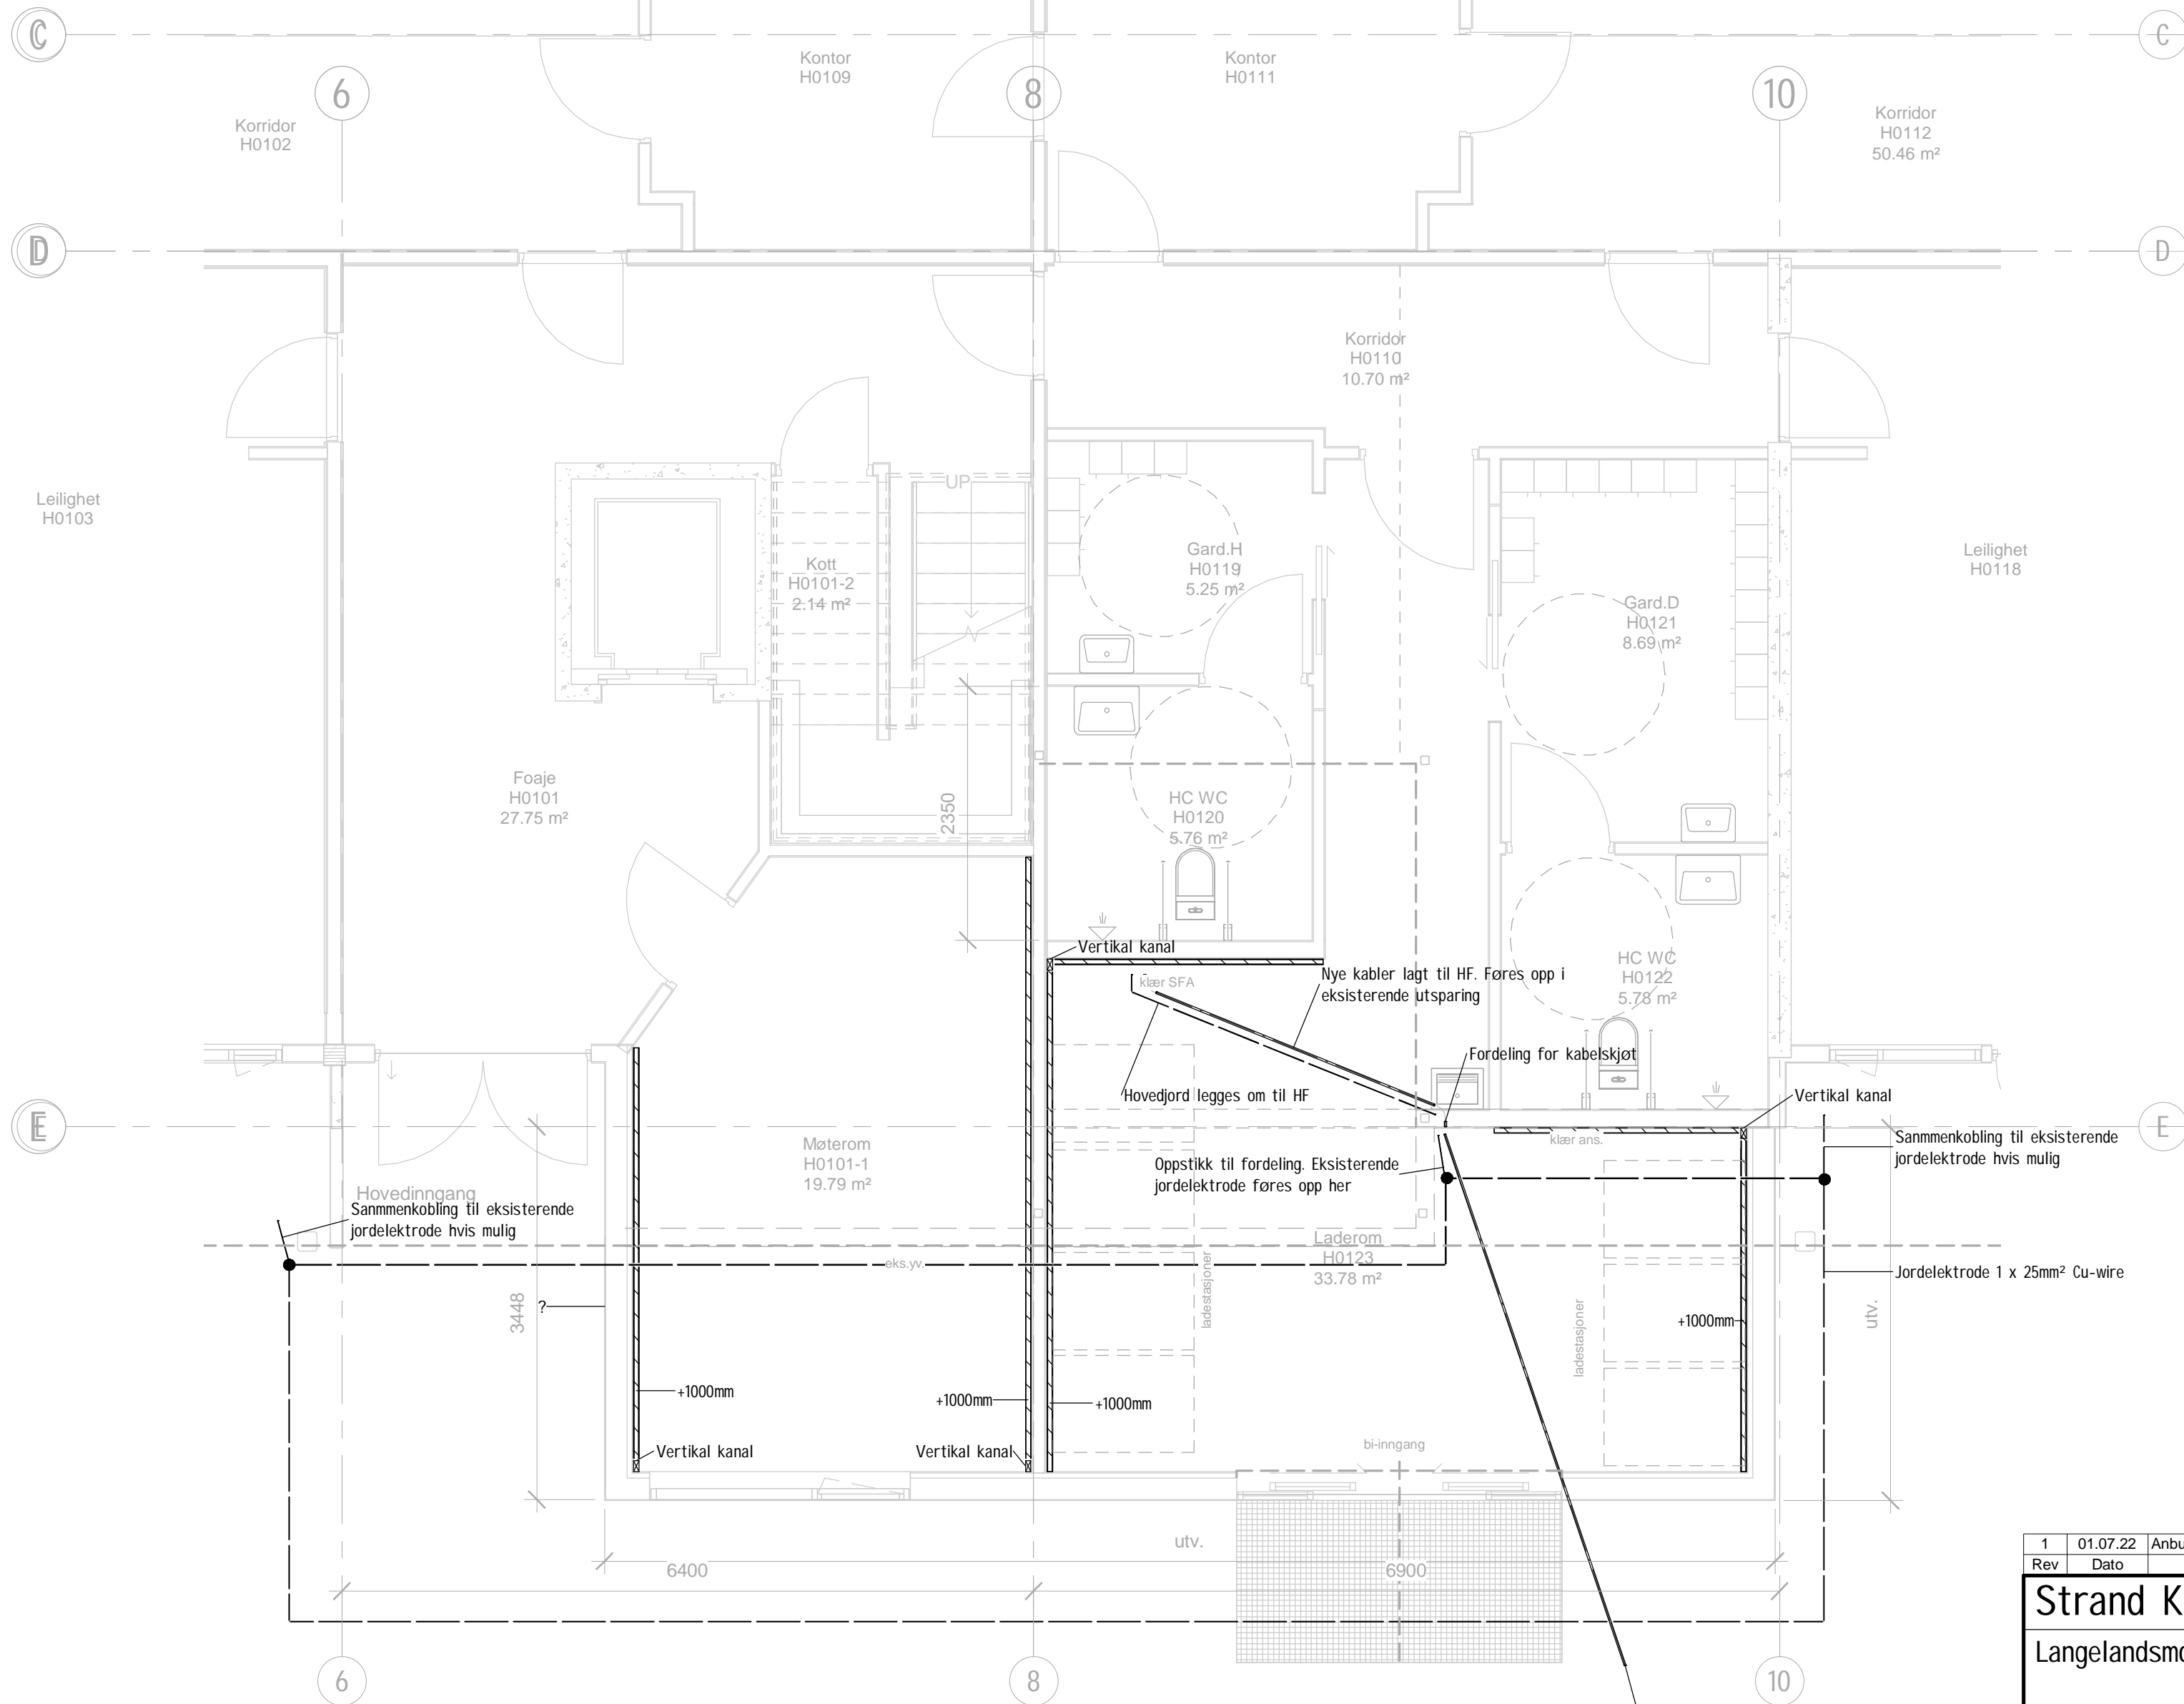 C
C
6
8
10
Kontor
H0109
Kontor
H0111
Korridor
H0102
Korridor
H0112
50.46 m²
D
D
Korridor
H0110
10.70 m²
Leilighet
H0103
UP
Kott
H0101-2
2.14 m²
Gard.H
H0119
5.25 m²
Gard.D
H0121
8.69 m²
Leilighet
H0118
Foaje
H0101
27.75 m²
2350
HC WC
H0120
5.76 m²
HC WC
H0122
5.78 m²
Vertikal kanal
klær SFA
Nye kabler lagt til HF. Føres opp i
eksisterende utsparing
Fordeling for kabelskjøt
Hovedjord legges om til HF
Vertikal kanal
E
E
klær ans.
Møterom
H0101-1
19.79 m²
Oppstikk til fordeling. Eksisterende
jordelektrode føres opp her
Sanmmenkobling til eksisterende
jordelektrode hvis mulig
Hovedinngang
Sanmmenkobling til eksisterende
jordelektrode hvis mulig
Laderom
H0123
33.78 m²
eks.yv.
Jordelektrode 1 x 25mm² Cu-wire
ladestasjoner
ladestasjoner
3448
?
utv.
+1000mm
+1000mm
+1000mm
+1000mm
Vertikal kanal
Vertikal kanal
bi-inngang
utv.
6400
6900
1 01.07.22 Anbu
Rev Dato
Strand K
Langelandsmo
6
8
10